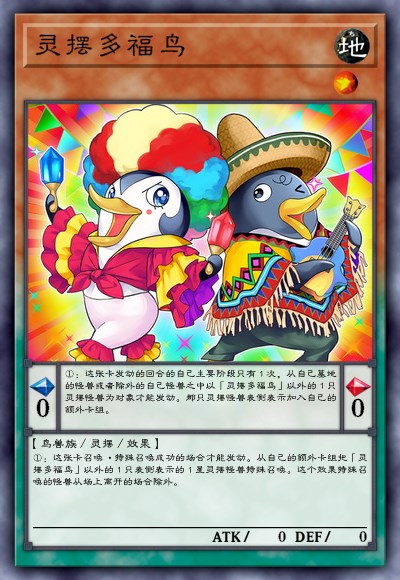 灵摆多福鸟
地
①：这张卡发动的回合的自己主要阶段只有1次，从自己墓地
的怪兽或者除外的自己怪兽之中以「灵摆多福鸟」以外的1只
灵摆怪兽为对象才能发动。那只灵摆怪兽表侧表示加入自己的
额外卡组。
0
0
【鸟兽族／灵摆／效果】
①：这张卡召唤·特殊召唤成功的场合才能发动。从自己的额外卡组把「灵
摆多福鸟」以外的1只表侧表示的1星灵摆怪兽特殊召唤。这个效果特殊召
唤的怪兽从场上离开的场合除外。
ATK/ 0 DEF/ 0